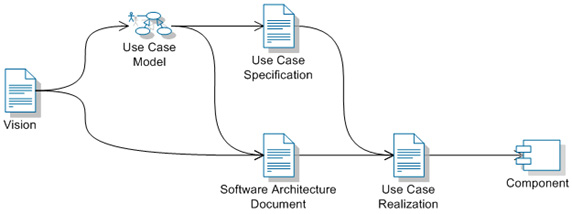 Use Case
Model
Use Case
Specification
Vision
Software Architecture
Document
Use Case
Realization
Component